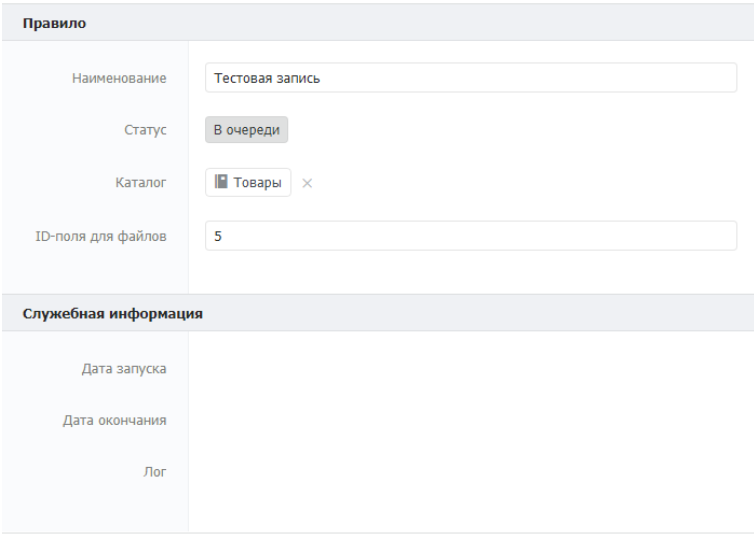 Правило
Наименование Тестовая запись
Статус В очереди
Каталог Товары ×
ID-поля для файлов 5
Служебная информация
Дата запуска
Дата окончания
Лог